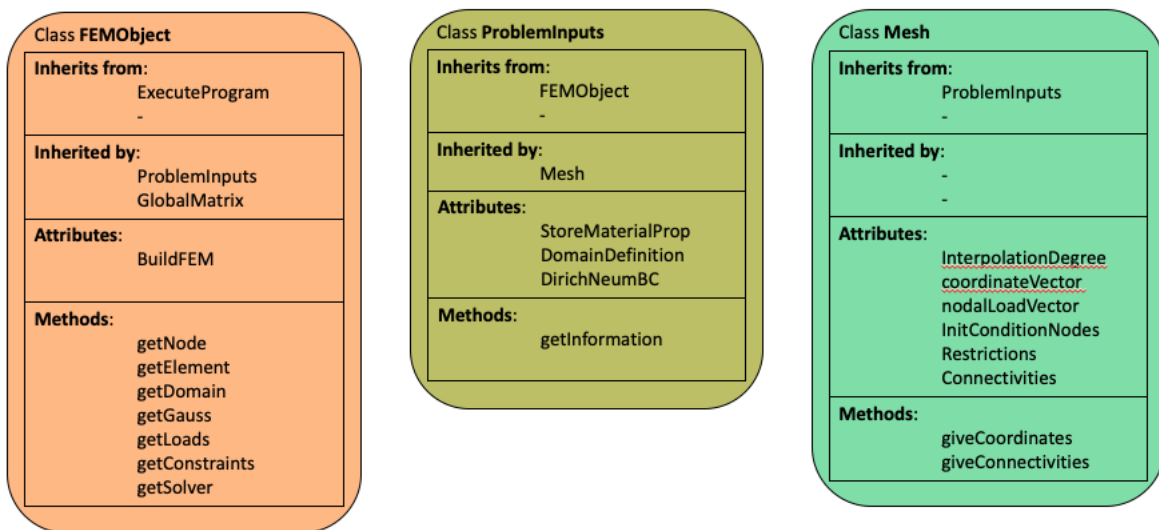 Class FEMObject
Inherits from:
ExecuteProgram
-
Inherited by:
ProblemInputs
GlobalMatrix
Attributes:
BuildFEM
Methods:
getNode
getElement
getDomain
getGauss
getLoads
getConstraints
getSolver
Class ProblemInputs
Inherits from:
FEMObject
-
Inherited by:
Mesh
Attributes:
StoreMaterialProp
DomainDefinition
DirichNeumBC
Methods:
getInformation
Class Mesh
Inherits from:
ProblemInputs
-
Inherited by:
-
-
Attributes:
InterpolationDegree
coordinateVector
nodalLoadVector
InitConditionNodes
Restrictions
Connectivities
Methods:
giveCoordinates
giveConnectivities